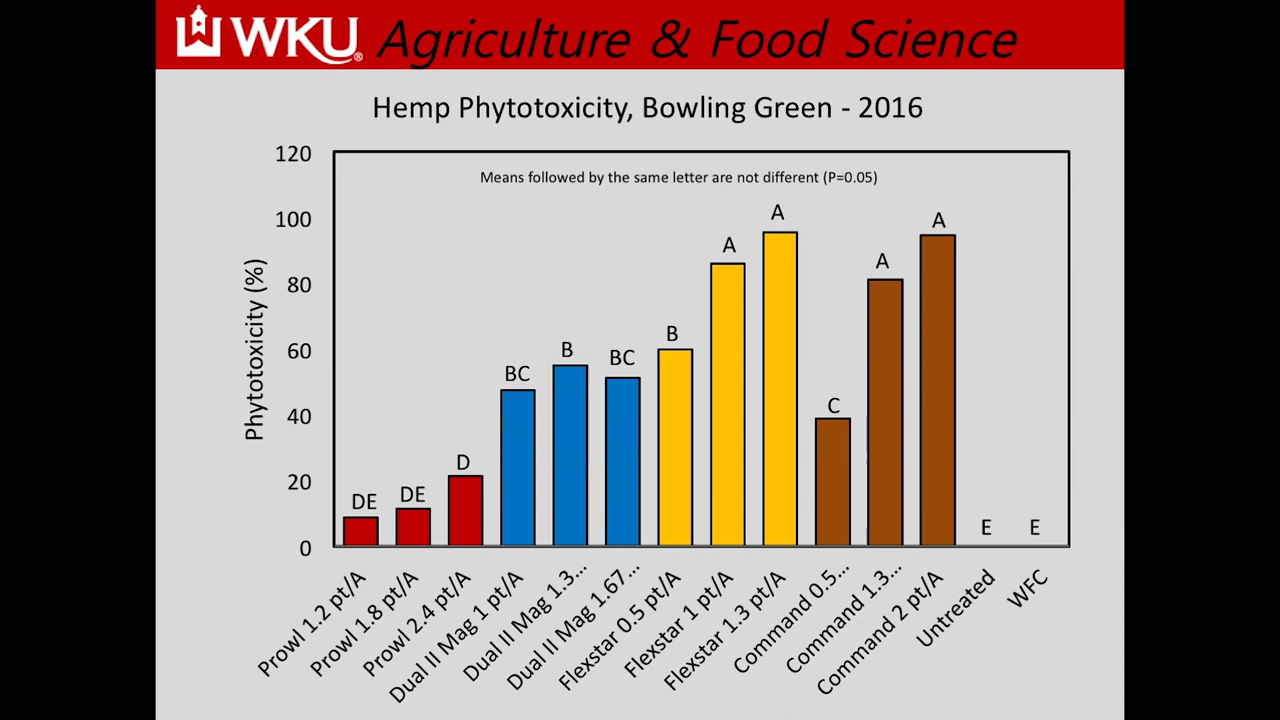 WKU® Agriculture & Food Science
Hemp Phytotoxicity, Bowling Green - 2016
Means followed by the same letter are not different (P=0.05)
Phytotoxicity (%)
120
100
80
60
40
20
0
DE
DE
D
BC
B
BC
B
A
A
C
A
A
E
E
Prowl 1.2 pt/A
Prowl 1.8 pt/A
Prowl 2.4 pt/A
Dual II Mag 1 pt/A
Dual II Mag 1.3...
Dual II Mag 1.67...
Flexstar 0.5 pt/A
Flexstar 1 pt/A
Flexstar 1.3 pt/A
Command 0.5...
Command 1.3...
Command 2 pt/A
Untreated
WFC